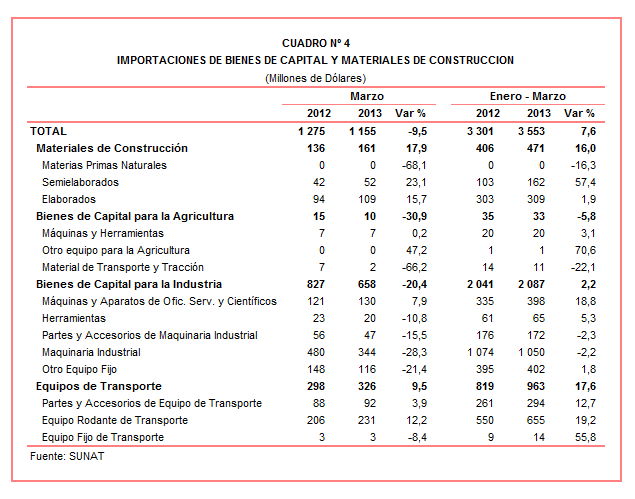 CUADRO Nº 4
IMPORTACIONES DE BIENES DE CAPITAL Y MATERIALES DE CONSTRUCCION
(Millones de Dólares)
Marzo Enero - Marzo
2012 2013 Var % 2012 2013 Var %
TOTAL 1 275 1 155 -9,5 3 301 3 553 7,6
Materiales de Construcción 136 161 17,9 406 471 16,0
Materias Primas Naturales 0 0 -68,1 0 0 -16,3
Semielaborados 42 52 23,1 103 162 57,4
Elaborados 94 109 15,7 303 309 1,9
Bienes de Capital para la Agricultura 15 10 -30,9 35 33 -5,8
Máquinas y Herramientas 7 7 0,2 20 20 3,1
Otro equipo para la Agricultura 0 0 47,2 1 1 70,6
Material de Transporte y Tracción 7 2 -66,2 14 11 -22,1
Bienes de Capital para la Industria 827 658 -20,4 2 041 2 087 2,2
Máquinas y Aparatos de Ofic. Serv. y Científicos 121 130 7,9 335 398 18,8
Herramientas 23 20 -10,8 61 65 5,3
Partes y Accesorios de Maquinaria Industrial 56 47 -15,5 176 172 -2,3
Maquinaria Industrial 480 344 -28,3 1 074 1 050 -2,2
Otro Equipo Fijo 148 116 -21,4 395 402 1,8
Equipos de Transporte 298 326 9,5 819 963 17,6
Partes y Accesorios de Equipo de Transporte 88 92 3,9 261 294 12,7
Equipo Rodante de Transporte 206 231 12,2 550 655 19,2
Equipo Fijo de Transporte 3 3 -8,4 9 14 55,8
Fuente: SUNAT